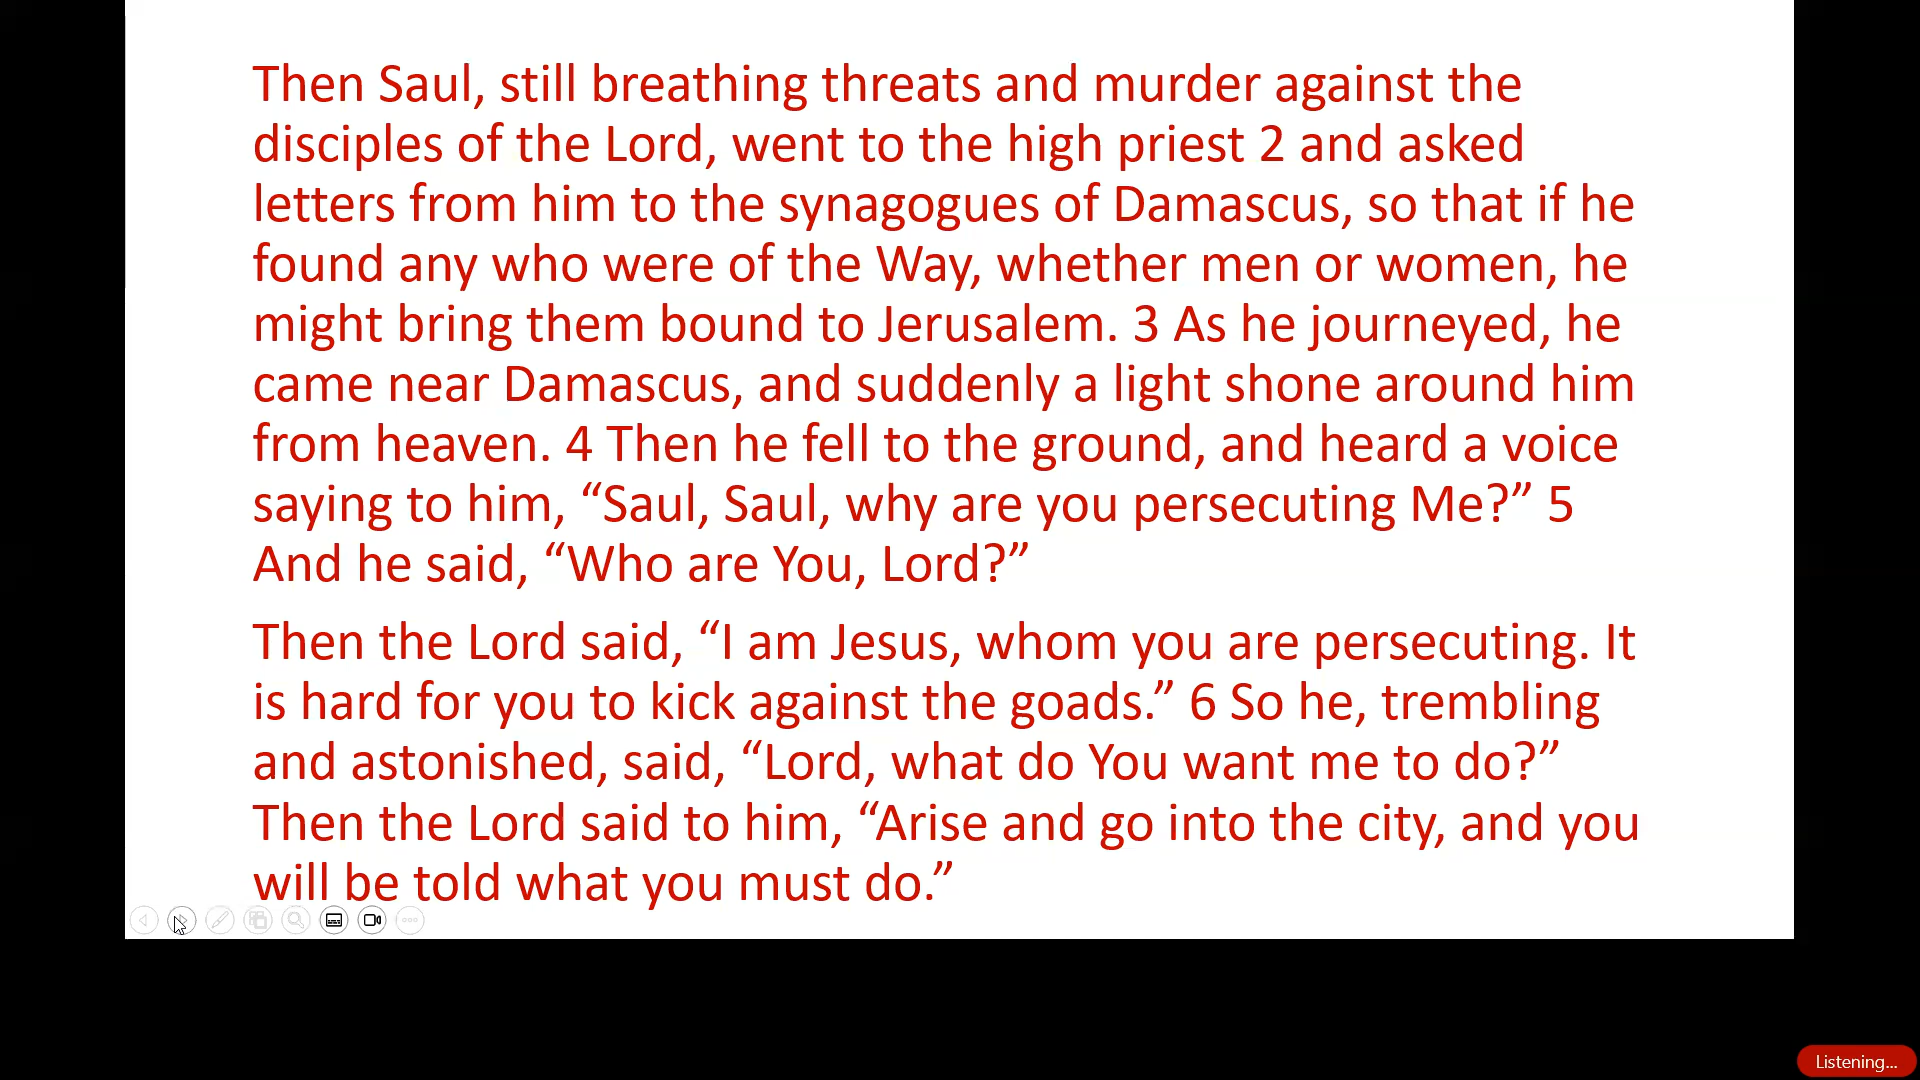 Then Saul, still breathing threats and murder against the
disciples of the Lord, went to the high priest 2 and asked
letters from him to the synagogues of Damascus, so that if he
found any who were of the Way, whether men or women, he
might bring them bound to Jerusalem. 3 As he journeyed, he
came near Damascus, and suddenly a light shone around him
from heaven. 4 Then he fell to the ground, and heard a voice
saying to him, “Saul, Saul, why are you persecuting Me?” 5
And he said, “Who are You, Lord?”
Then the Lord said, “I am Jesus, whom you are persecuting. It
is hard for you to kick against the goads.” 6 So he, trembling
and astonished, said, “Lord, what do You want me to do?”
Then the Lord said to him, “Arise and go into the city, and you
will be told what you must do.”
Listening...